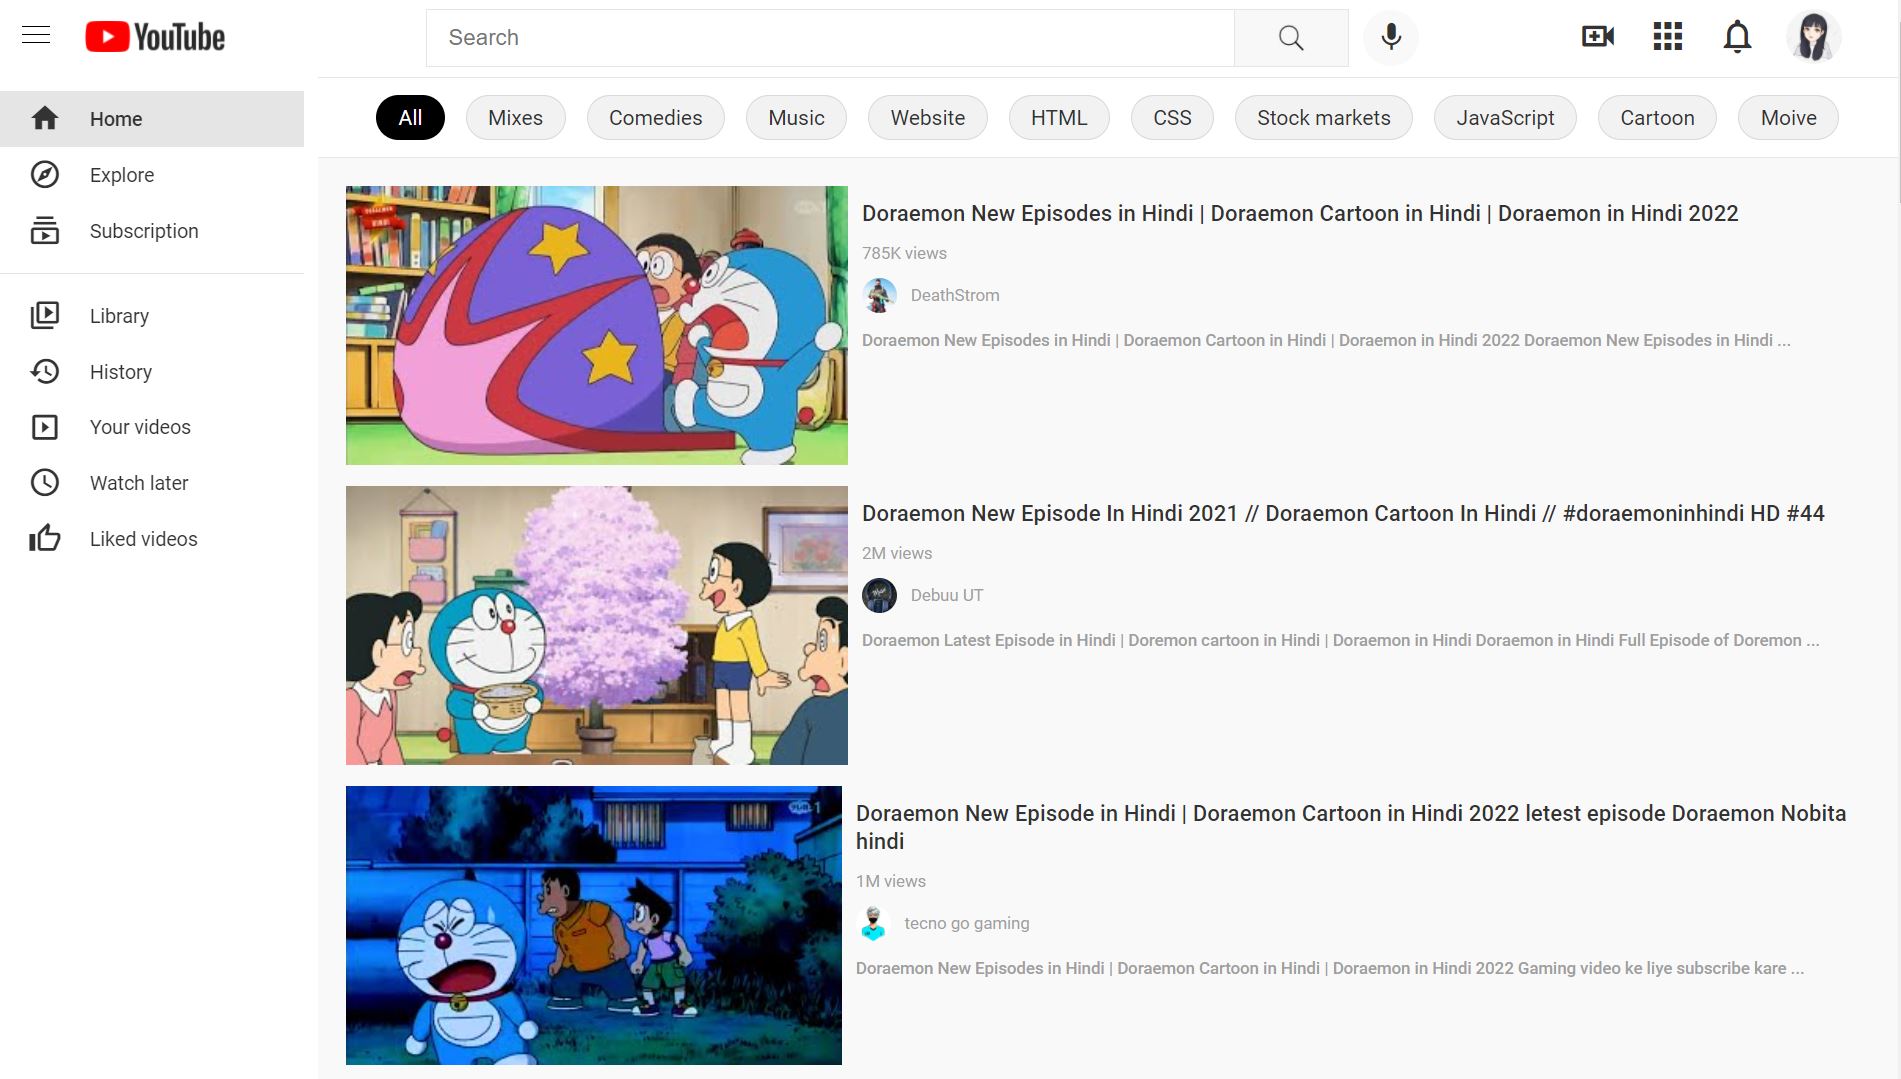 YouTube
Search
Home
Explore
Subscription
Library
History
Your videos
Watch later
Liked videos
All
Mixes
Comedies
Music
Website
HTML
CSS
Stock markets
JavaScript
Cartoon
Moive
Doraemon New Episodes in Hindi | Doraemon Cartoon in Hindi | Doraemon in Hindi 2022
785K views
DeathStrom
Doraemon New Episodes in Hindi | Doraemon Cartoon in Hindi | Doraemon in Hindi 2022 Doraemon New Episodes in Hindi ...
Doraemon New Episode In Hindi 2021 // Doraemon Cartoon In Hindi // #doraemoninhindi HD #44
2M views
Debuu UT
Doraemon Latest Episode in Hindi | Doremon cartoon in Hindi | Doraemon in Hindi Doraemon in Hindi Full Episode of Doremon ...
Doraemon New Episode in Hindi | Doraemon Cartoon in Hindi 2022 letest episode Doraemon Nobita
hindi
1M views
tecno go gaming
Doraemon New Episodes in Hindi | Doraemon Cartoon in Hindi | Doraemon in Hindi 2022 Gaming video ke liye subscribe kare ...